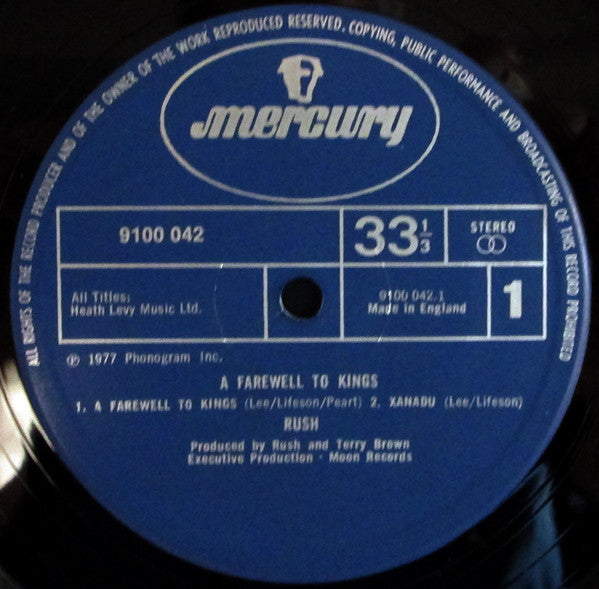 ALL RIGHTS OF THE RECORD PRODUCER AND OF THE OWNER OF THE WORK REPRODUCED RESERVED. COPYING, PUBLIC PERFORMANCE AND BROADCASTING OF THIS RECORD PROHIBITED
mercury
9100 042
33 1/3
STEREO
All Titles:
Heath Levy Music Ltd.
9100 042.1
Made in England
1
℗ 1977 Phonogram Inc.
A FAREWELL TO KINGS
1. A FAREWELL TO KINGS (Lee/Lifeson/Peart) 2. XANADU (Lee/Lifeson)
RUSH
Produced by Rush and Terry Brown
Executive Production · Moon Records